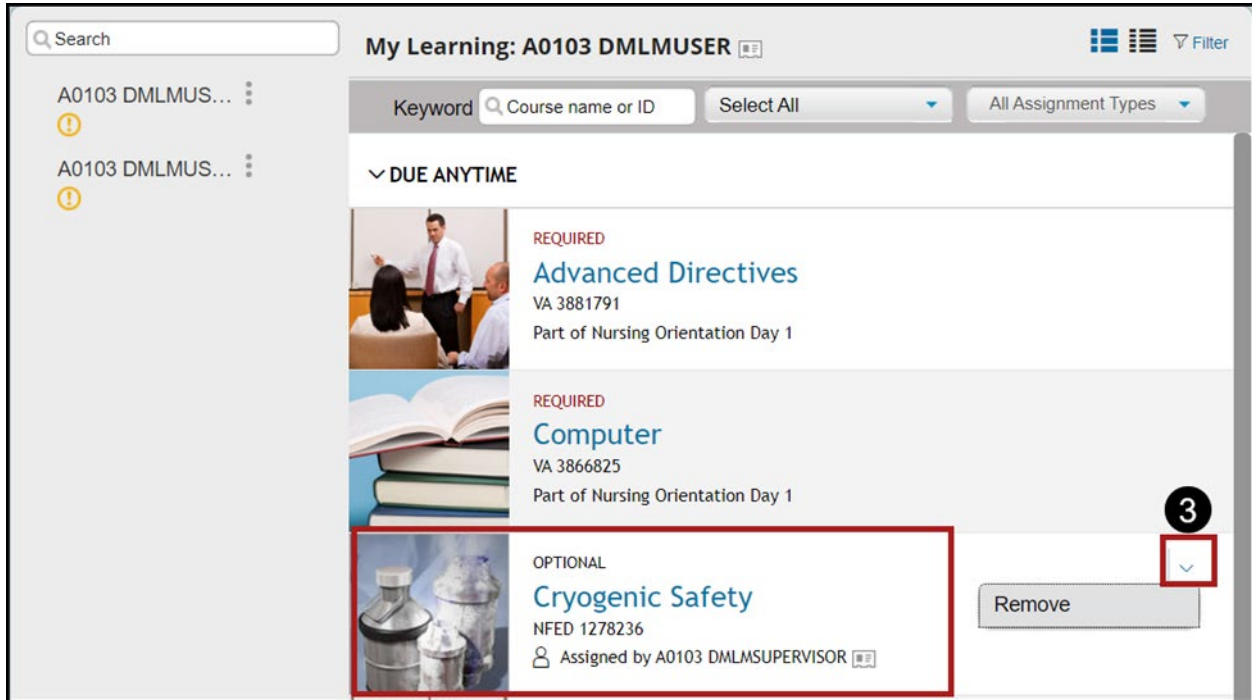 Search
A0103 DMLMUS...
A0103 DMLMUS...
My Learning: A0103 DMLMUSER
Filter
Keyword Course name or ID Select All All Assignment Types
DUE ANYTIME
REQUIRED
Advanced Directives
VA 3881791
Part of Nursing Orientation Day 1
REQUIRED
Computer
VA 3866825
Part of Nursing Orientation Day 1
3
OPTIONAL
Cryogenic Safety
NFED 1278236
Assigned by A0103 DMLMSUPERVISOR
Remove